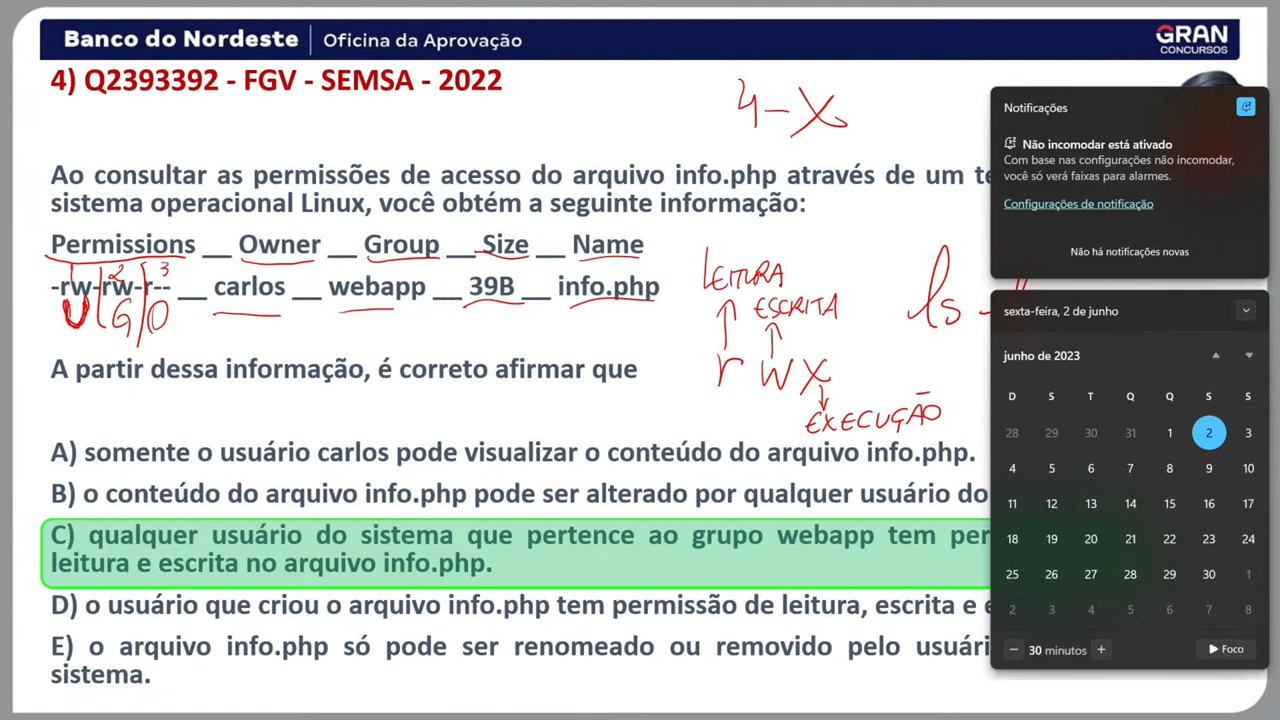 Banco do Nordeste | Oficina da Aprovação
GRAN
CONCURSOS
4) Q2393392 - FGV - SEMSA - 2022
4-X
Ao consultar as permissões de acesso do arquivo info.php através de um
sistema operacional Linux, você obtém a seguinte informação:
Permissions __ Owner __ Group __ Size __ Name
-rw-rw-r-- __ carlos __ webapp __ 39B __ info.php
2 3
U G O
LEITURA
ESCRITA
r w x
EXECUÇÃO
ls -
A partir dessa informação, é correto afirmar que
A) somente o usuário carlos pode visualizar o conteúdo do arquivo info.php.
B) o conteúdo do arquivo info.php pode ser alterado por qualquer usuário do
C) qualquer usuário do sistema que pertence ao grupo webapp tem
leitura e escrita no arquivo info.php.
D) o usuário que criou o arquivo info.php tem permissão de leitura, escrita e
E) o arquivo info.php só pode ser renomeado ou removido pelo
sistema.
Notificações
Não incomodar está ativado
Com base nas configurações não incomodar,
você só verá faixas para alarmes.
Configurações de notificação
Não há notificações novas
sexta-feira, 2 de junho
junho de 2023
D S T Q Q S S
28 29 30 31 1 2 3
4 5 6 7 8 9 10
11 12 13 14 15 16 17
18 19 20 21 22 23 24
25 26 27 28 29 30 1
2 3 4 5 6 7 8
30 minutos
Foco